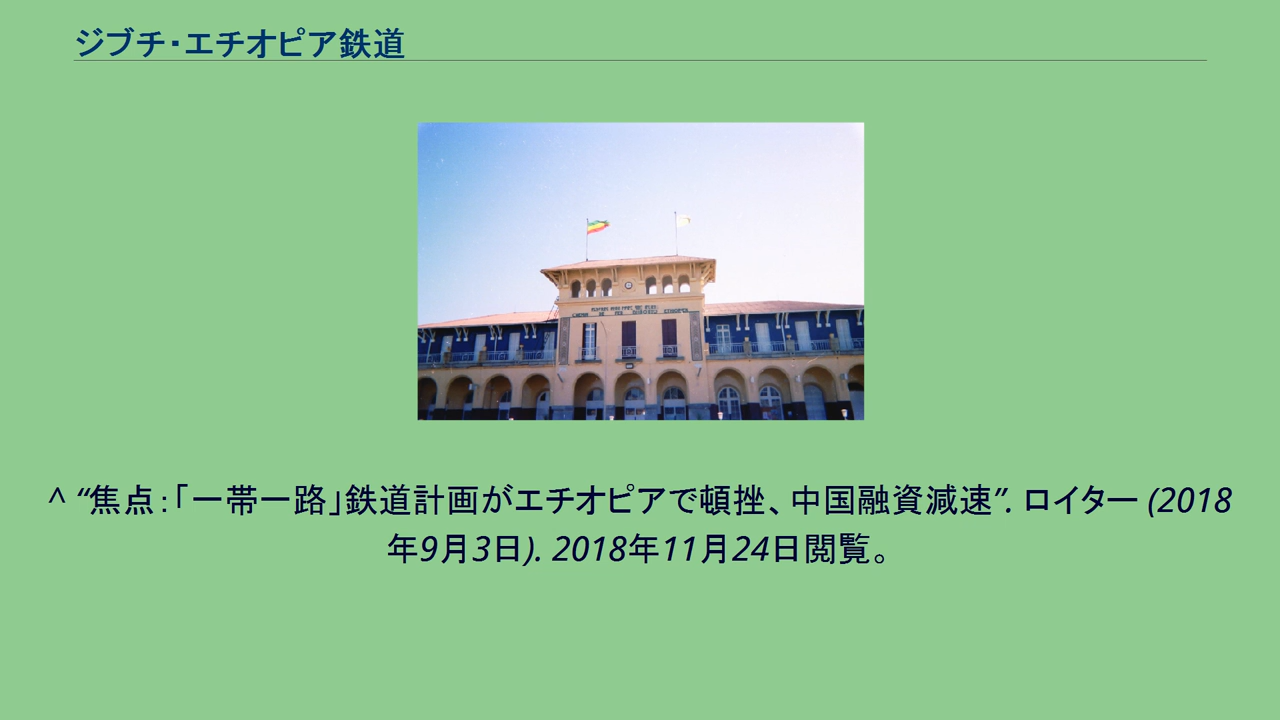 ジブチ・エチオピア鉄道
^ “焦点：「一帯一路」鉄道計画がエチオピアで頓挫、中国融資減速”. ロイター (2018
年9月3日). 2018年11月24日閲覧。